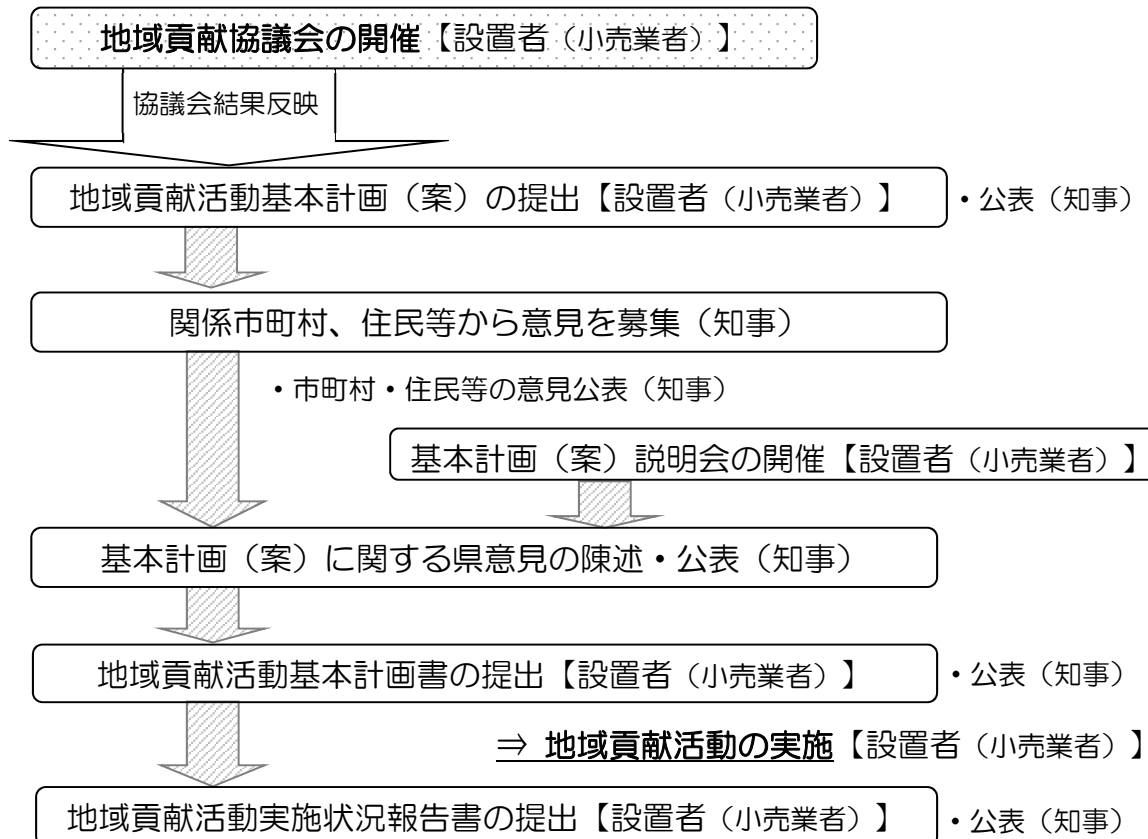 地域貢献協議会の開催【設置者（小売業者）】
協議会結果反映
地域貢献活動基本計画（案）の提出【設置者（小売業者）】
・公表（知事）
関係市町村、住民等から意見を募集（知事）
・市町村・住民等の意見公表（知事）
基本計画（案）説明会の開催【設置者（小売業者）】
基本計画（案）に関する県意見の陳述・公表（知事）
地域貢献活動基本計画書の提出【設置者（小売業者）】
・公表（知事）
⇒ 地域貢献活動の実施【設置者（小売業者）】
地域貢献活動実施状況報告書の提出【設置者（小売業者）】
・公表（知事）